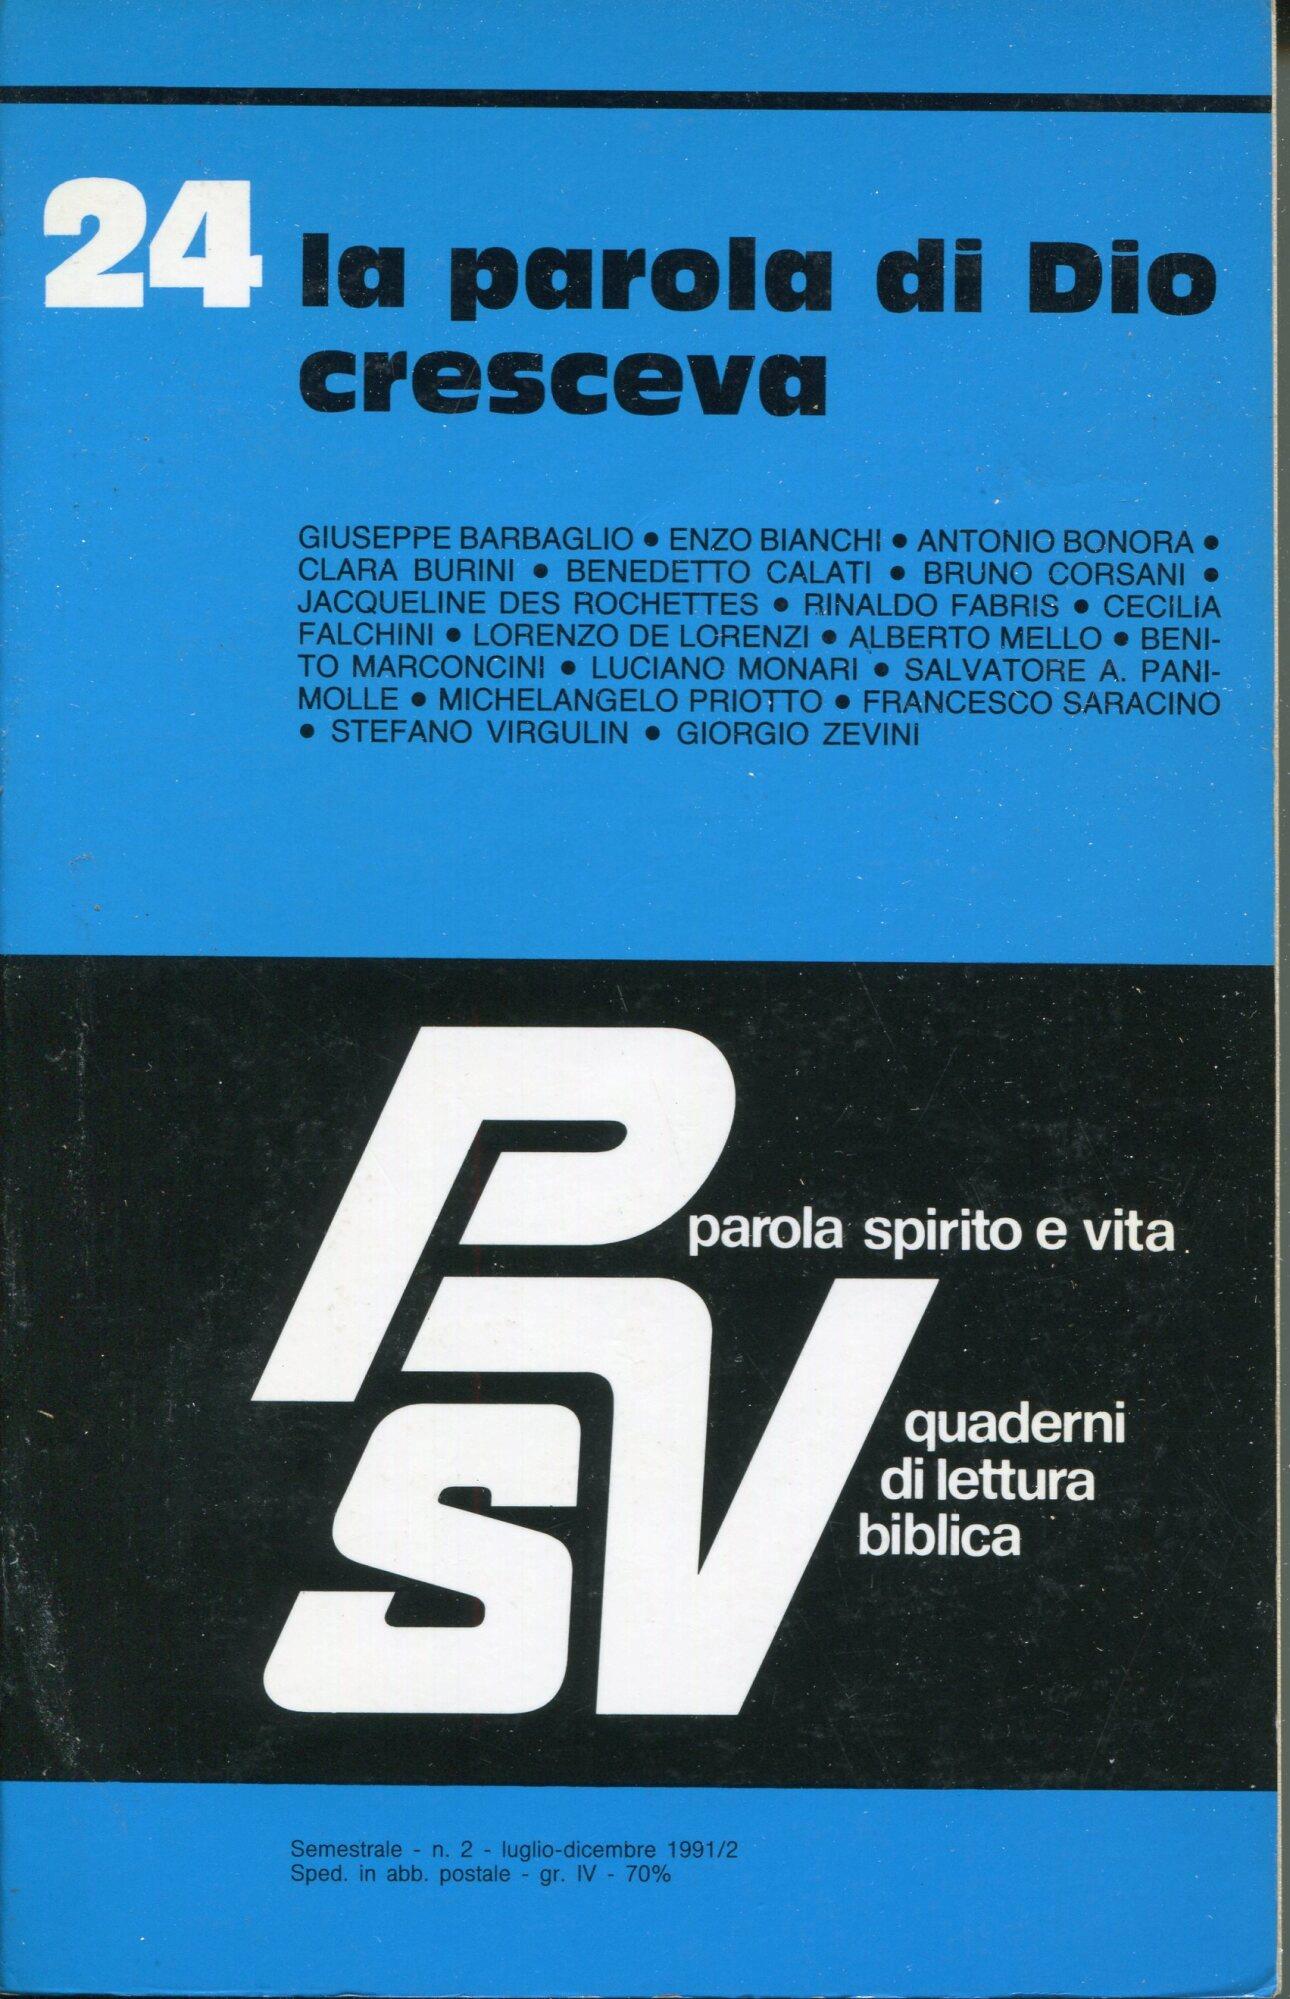 24 la parola di Dio
cresceva
GIUSEPPE BARBAGLIO • ENZO BIANCHI • ANTONIO BONORA •
CLARA BURINI • BENEDETTO CALATI • BRUNO CORSANI •
JACQUELINE DES ROCHETTES • RINALDO FABRIS • CECILIA
FALCHINI • LORENZO DE LORENZI • ALBERTO MELLO • BENI-
TO MARCONCINI • LUCIANO MONARI • SALVATORE A. PANI-
MOLLE • MICHELANGELO PRIOTTO • FRANCESCO SARACINO
• STEFANO VIRGULIN • GIORGIO ZEVINI
P
parola spirito e vita
SV
quaderni
di lettura
biblica
Semestrale - n. 2 - luglio-dicembre 1991/2
Sped. in abb. postale - gr. IV - 70%